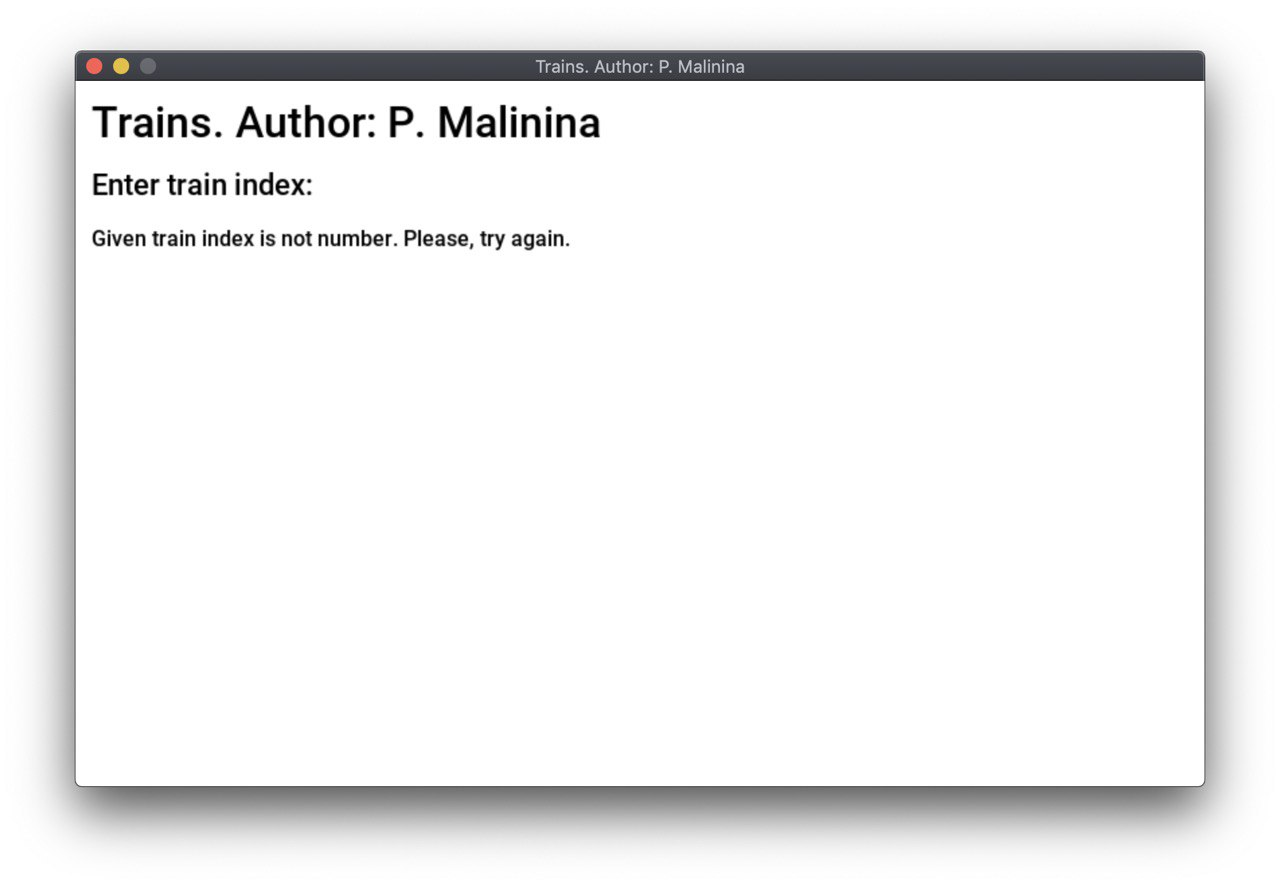 Trains. Author: P. Malinina
Trains. Author: P. Malinina
Enter train index:
Given train index is not number. Please, try again.